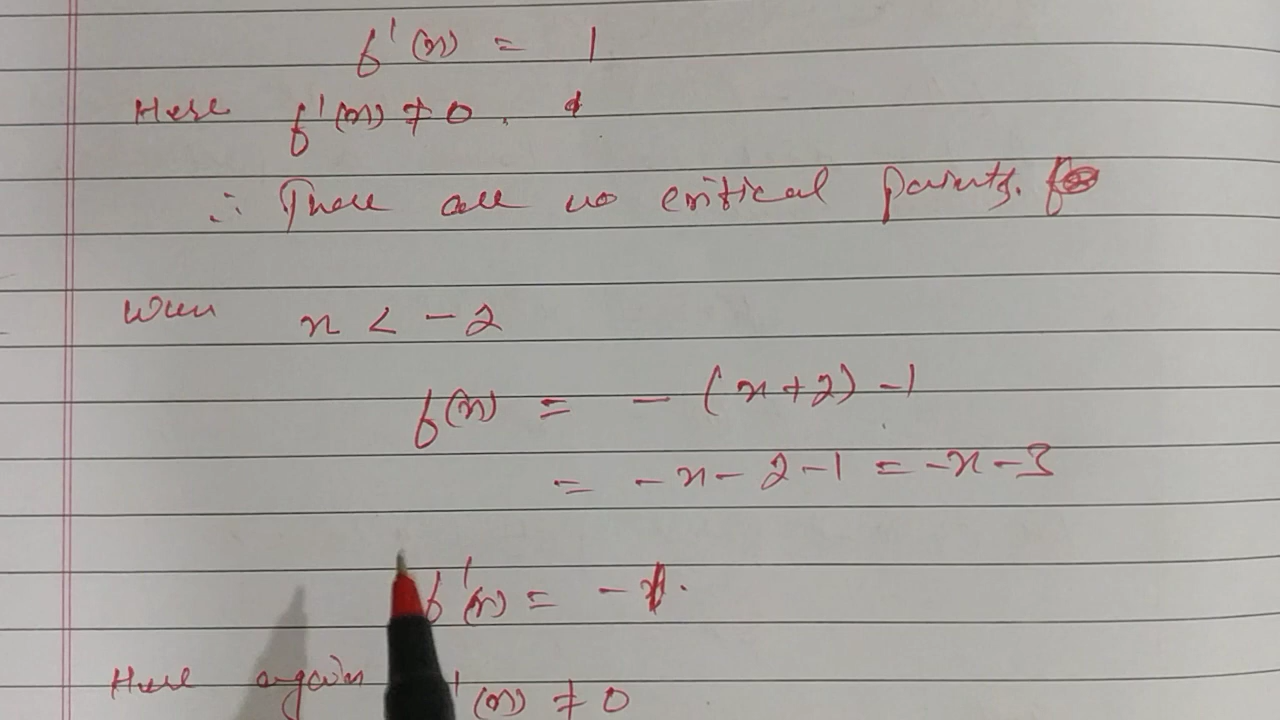 f'(x) = 1
Here f'(x) ≠ 0.
∴ There are no critical points.
When x < -2
f(x) = - (x+2) -1
= -x - 2 - 1 = -x - 3
f'(x) = -1.
Here again '(x) ≠ 0